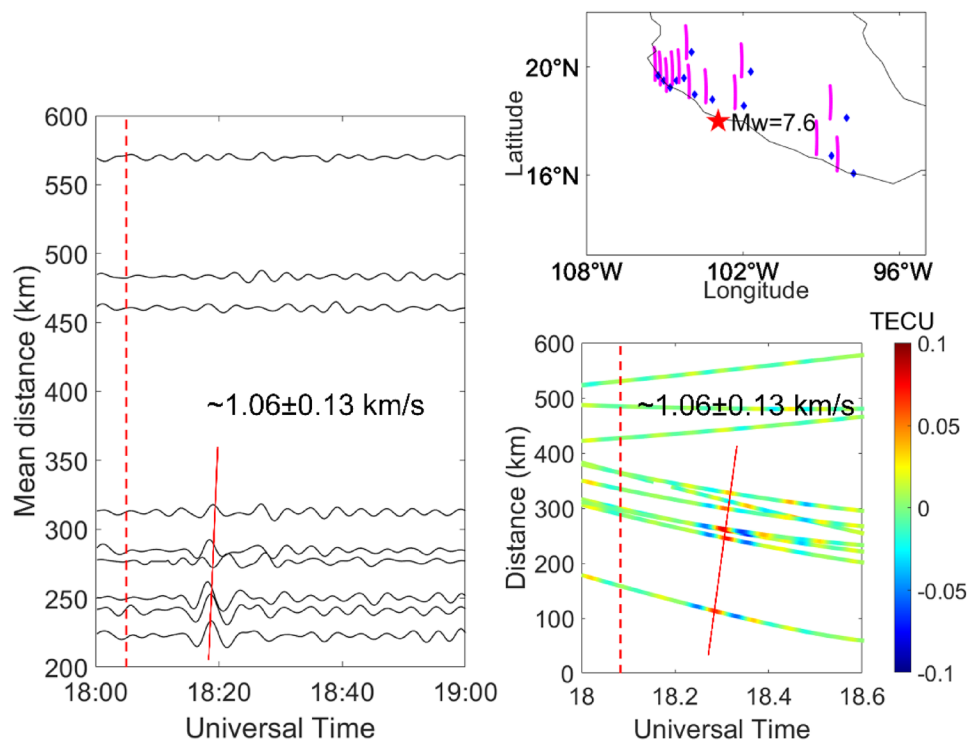 600
550
500
450
400
350
300
250
200
Mean distance (km)
~1.06±0.13 km/s
18:00
18:20
18:40
19:00
Universal Time
20°N
16°N
Latitude
Mw=7.6
108°W
102°W
96°W
Longitude
600
500
400
300
200
100
0
Distance (km)
~1.06±0.13 km/s
18
18.2
18.4
18.6
Universal Time
TECU
0.1
0.05
0
-0.05
-0.1